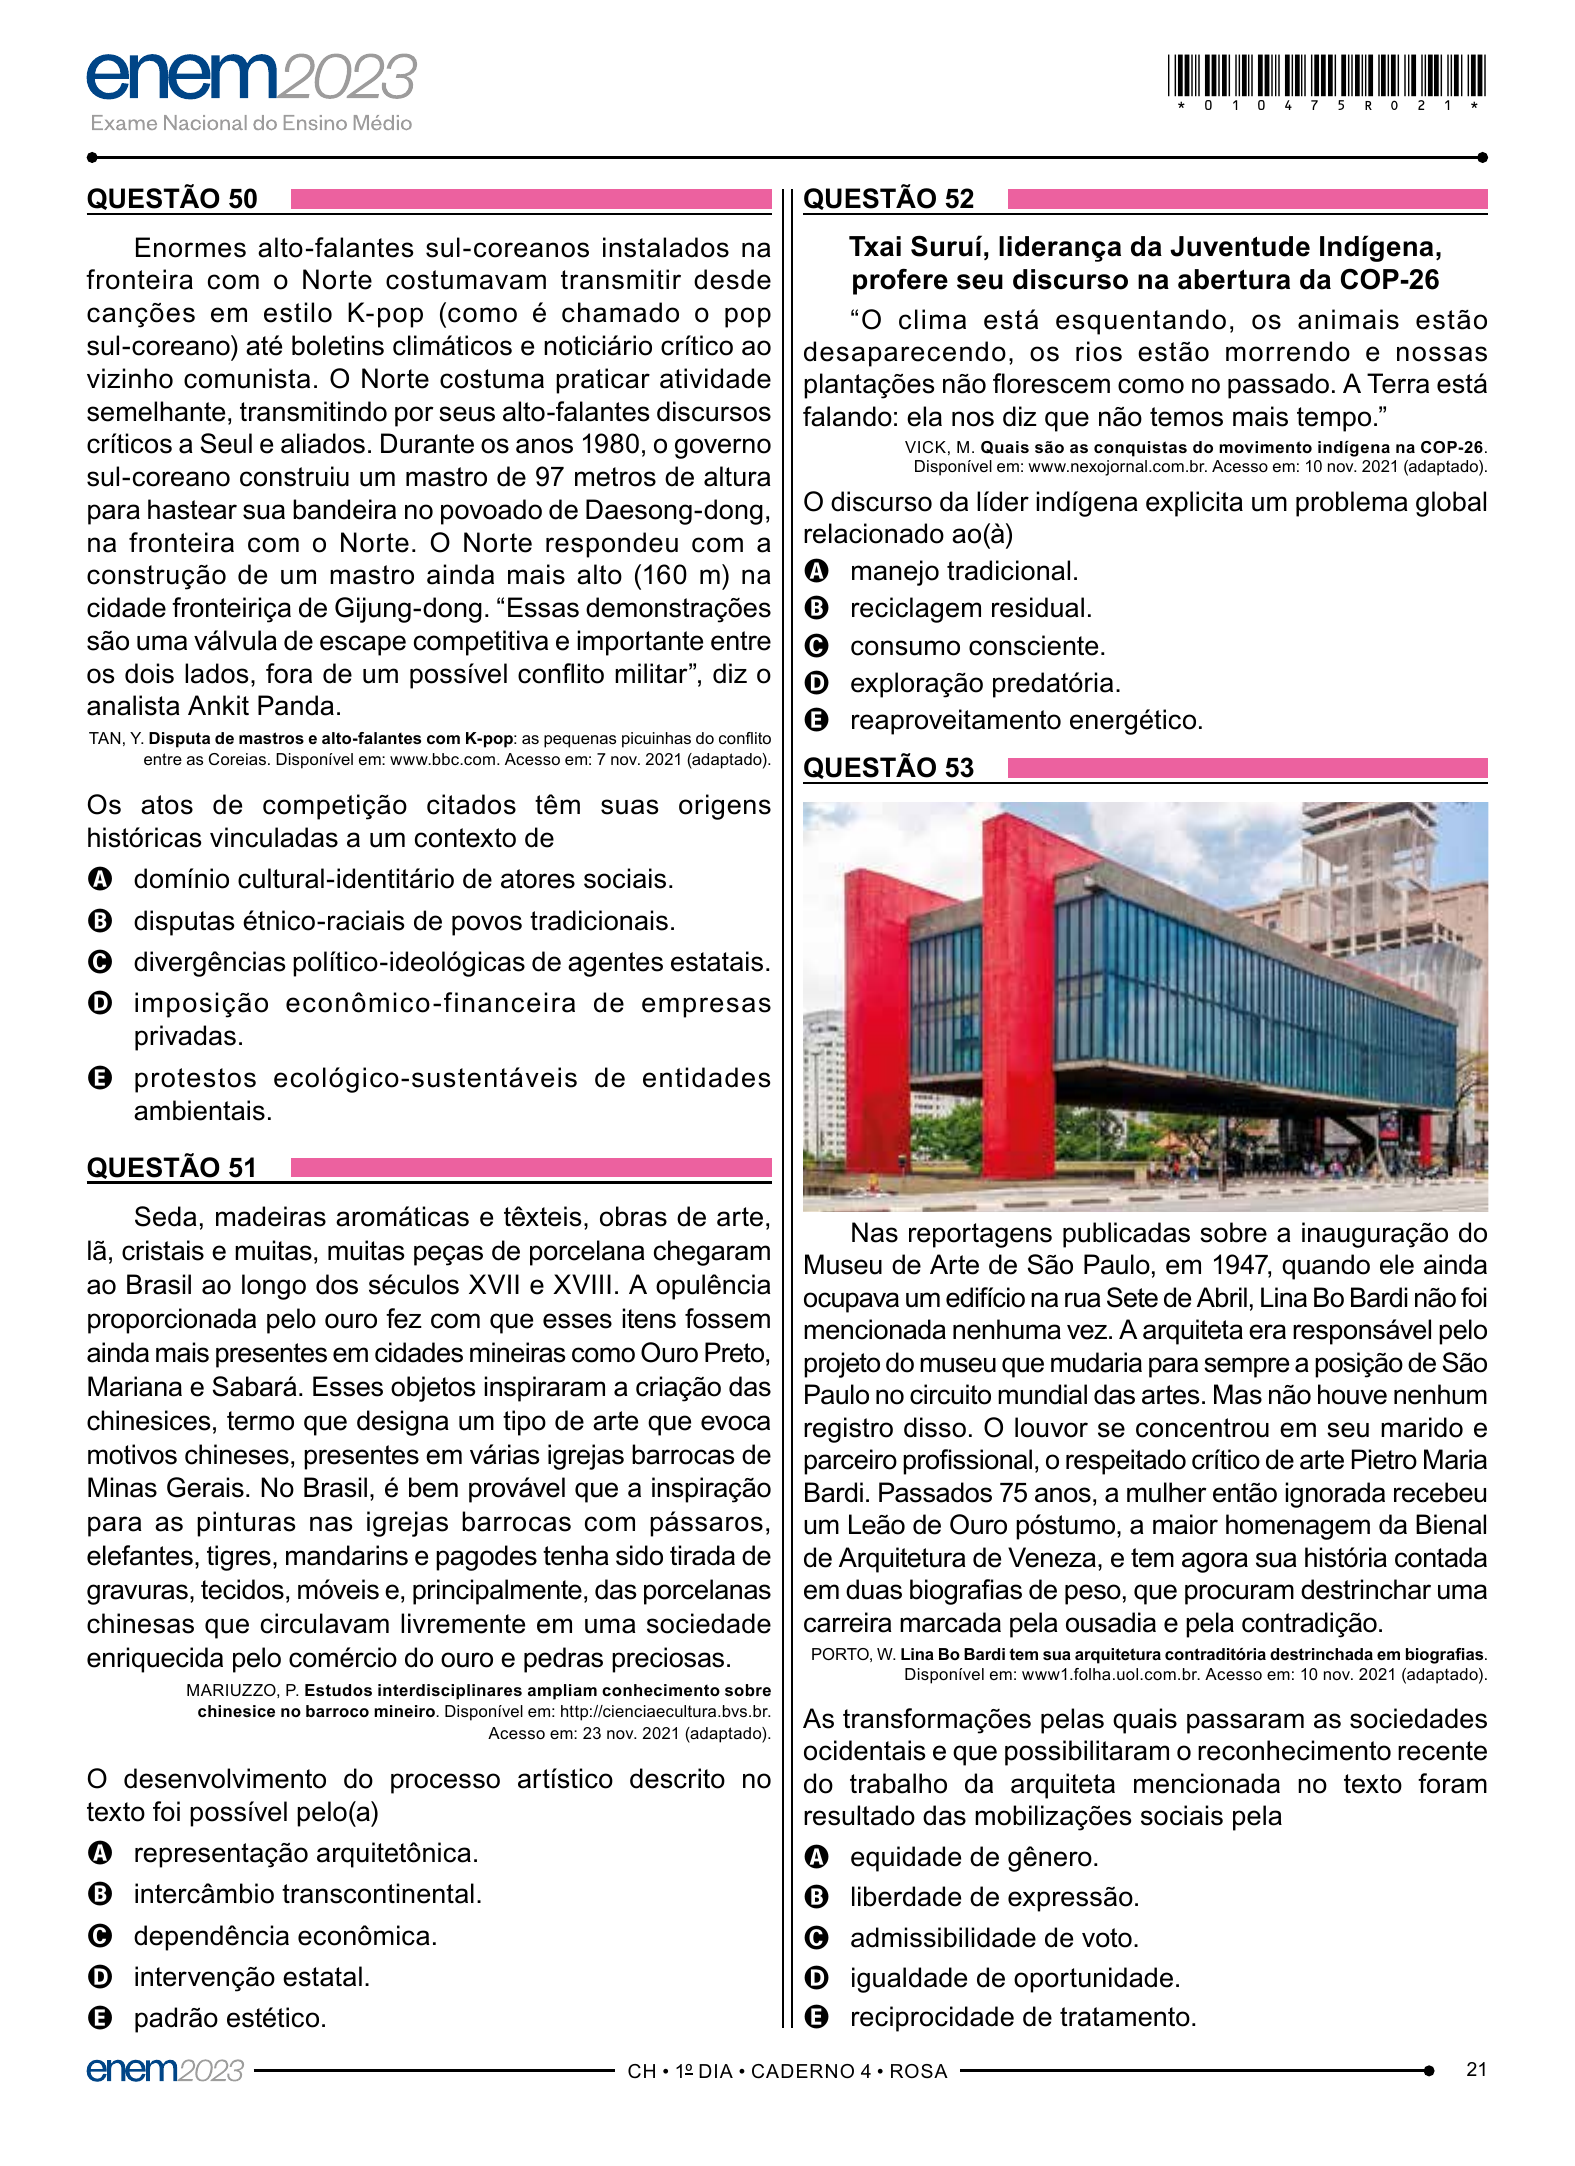 enem2023
Exame Nacional do Ensino Médio
*010475R021*
QUESTÃO 50
Enormes alto-falantes sul-coreanos instalados na
fronteira com o Norte costumavam transmitir desde
canções em estilo K-pop (como é chamado o pop
sul-coreano) até boletins climáticos e noticiário crítico ao
vizinho comunista. O Norte costuma praticar atividade
semelhante, transmitindo por seus alto-falantes discursos
críticos a Seul e aliados. Durante os anos 1980, o governo
sul-coreano construiu um mastro de 97 metros de altura
para hastear sua bandeira no povoado de Daesong-dong,
na fronteira com o Norte. O Norte respondeu com a
construção de um mastro ainda mais alto (160 m) na
cidade fronteiriça de Gijung-dong. “Essas demonstrações
são uma válvula de escape competitiva e importante entre
os dois lados, fora de um possível conflito militar”, diz o
analista Ankit Panda.
TAN, Y. Disputa de mastros e alto-falantes com K-pop: as pequenas picuinhas do conflito
entre as Coreias. Disponível em: www.bbc.com. Acesso em: 7 nov. 2021 (adaptado).
Os atos de competição citados têm suas origens
históricas vinculadas a um contexto de
A domínio cultural-identitário de atores sociais.
B disputas étnico-raciais de povos tradicionais.
C divergências político-ideológicas de agentes estatais.
D imposição econômico-financeira de empresas
privadas.
E protestos ecológico-sustentáveis de entidades
ambientais.
QUESTÃO 51
Seda, madeiras aromáticas e têxteis, obras de arte,
lã, cristais e muitas, muitas peças de porcelana chegaram
ao Brasil ao longo dos séculos XVII e XVIII. A opulência
proporcionada pelo ouro fez com que esses itens fossem
ainda mais presentes em cidades mineiras como Ouro Preto,
Mariana e Sabará. Esses objetos inspiraram a criação das
chinesices, termo que designa um tipo de arte que evoca
motivos chineses, presentes em várias igrejas barrocas de
Minas Gerais. No Brasil, é bem provável que a inspiração
para as pinturas nas igrejas barrocas com pássaros,
elefantes, tigres, mandarins e pagodes tenha sido tirada de
gravuras, tecidos, móveis e, principalmente, das porcelanas
chinesas que circulavam livremente em uma sociedade
enriquecida pelo comércio do ouro e pedras preciosas.
MARIUZZO, P. Estudos interdisciplinares ampliam conhecimento sobre
chinesice no barroco mineiro. Disponível em: http://cienciaecultura.bvs.br.
Acesso em: 23 nov. 2021 (adaptado).
O desenvolvimento do processo artístico descrito no
texto foi possível pelo(a)
A representação arquitetônica.
B intercâmbio transcontinental.
C dependência econômica.
D intervenção estatal.
E padrão estético.
QUESTÃO 52
Txai Suruí, liderança da Juventude Indígena,
profere seu discurso na abertura da COP-26
“O clima está esquentando, os animais estão
desaparecendo, os rios estão morrendo e nossas
plantações não florescem como no passado. A Terra está
falando: ela nos diz que não temos mais tempo.”
VICK, M. Quais são as conquistas do movimento indígena na COP-26.
Disponível em: www.nexojornal.com.br. Acesso em: 10 nov. 2021 (adaptado).
O discurso da líder indígena explicita um problema global
relacionado ao(à)
A manejo tradicional.
B reciclagem residual.
C consumo consciente.
D exploração predatória.
E reaproveitamento energético.
QUESTÃO 53
Nas reportagens publicadas sobre a inauguração do
Museu de Arte de São Paulo, em 1947, quando ele ainda
ocupava um edifício na rua Sete de Abril, Lina Bo Bardi não foi
mencionada nenhuma vez. A arquiteta era responsável pelo
projeto do museu que mudaria para sempre a posição de São
Paulo no circuito mundial das artes. Mas não houve nenhum
registro disso. O louvor se concentrou em seu marido e
parceiro profissional, o respeitado crítico de arte Pietro Maria
Bardi. Passados 75 anos, a mulher então ignorada recebeu
um Leão de Ouro póstumo, a maior homenagem da Bienal
de Arquitetura de Veneza, e tem agora sua história contada
em duas biografias de peso, que procuram destrinchar uma
carreira marcada pela ousadia e pela contradição.
PORTO, W. Lina Bo Bardi tem sua arquitetura contraditória destrinchada em biografias.
Disponível em: www1.folha.uol.com.br. Acesso em: 10 nov. 2021 (adaptado).
As transformações pelas quais passaram as sociedades
ocidentais e que possibilitaram o reconhecimento recente
do trabalho da arquiteta mencionada no texto foram
resultado das mobilizações sociais pela
A equidade de gênero.
B liberdade de expressão.
C admissibilidade de voto.
D igualdade de oportunidade.
E reciprocidade de tratamento.
enem2023
CH • 1º DIA • CADERNO 4 • ROSA
21